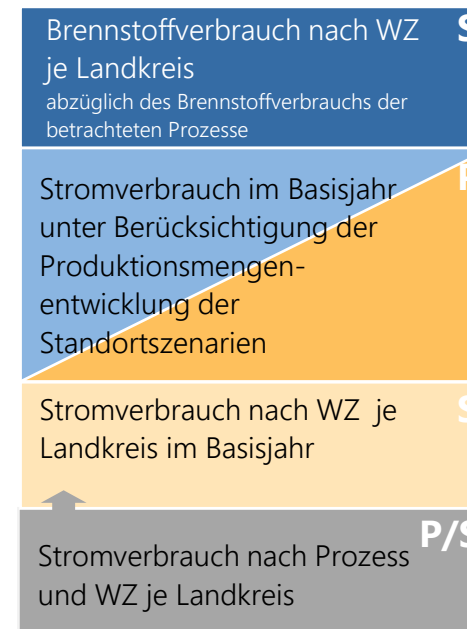 Brennstoffverbrauch nach WZ S
je Landkreis
abzüglich des Brennstoffverbrauchs der
betrachteten Prozesse
Stromverbrauch im Basisjahr P
unter Berücksichtigung der
Produktionsmengen-
entwicklung der
Standortszenarien
Stromverbrauch nach WZ je S
Landkreis im Basisjahr
P/S
Stromverbrauch nach Prozess
und WZ je Landkreis